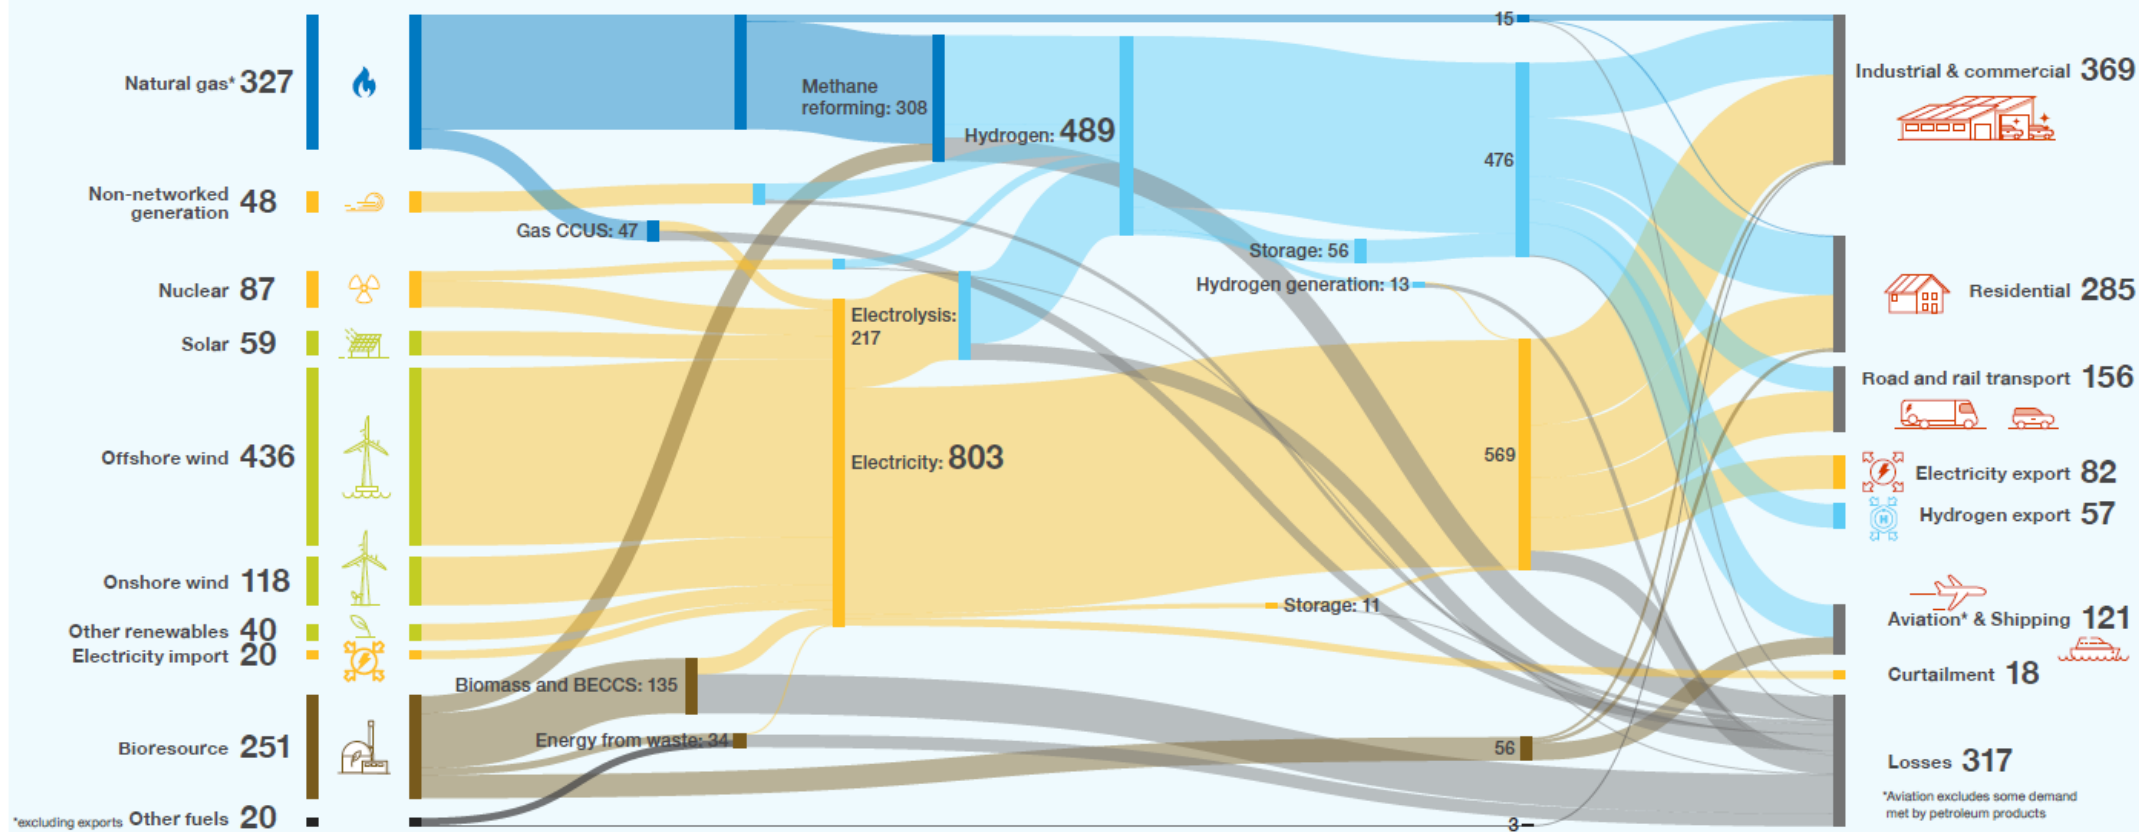 Natural gas* 327
Non-networked
generation 48
Nuclear 87
Solar 59
Offshore wind 436
Onshore wind 118
Other renewables 40
Electricity import 20
Bioresource 251
*excluding exports Other fuels 20
Gas CCUS: 47
Biomass and BECCS: 135
Energy from waste: 34
Methane
reforming: 308
Hydrogen: 489
Electrolysis:
217
Electricity: 803
Storage: 56
Hydrogen generation: 13
Storage: 11
15
476
569
56
3
Industrial & commercial 369
Residential 285
Road and rail transport 156
Electricity export 82
H
Hydrogen export 57
Aviation* & Shipping 121
Curtailment 18
Losses 317
*Aviation excludes some demand
met by petroleum products